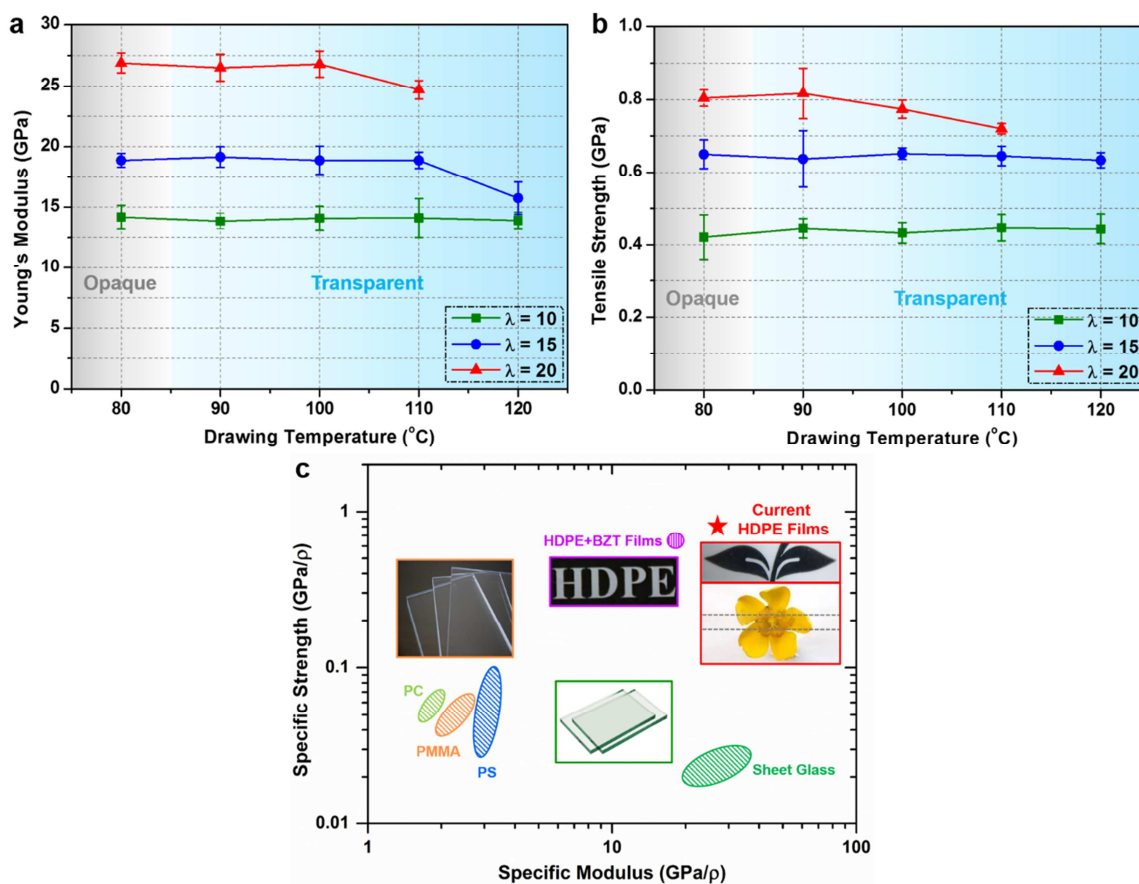 a
30
25
20
15
10
5
0
Young's Modulus (GPa)
Opaque
Transparent
λ = 10
λ = 15
λ = 20
80 90 100 110 120
Drawing Temperature (°C)
b
1.0
0.8
0.6
0.4
0.2
0.0
Tensile Strength (GPa)
Opaque
Transparent
λ = 10
λ = 15
λ = 20
80 90 100 110 120
Drawing Temperature (°C)
c
1
0.1
0.01
Specific Strength (GPa/ρ)
Current
HDPE Films
HDPE+BZT Films
HDPE
PC
PMMA
PS
Sheet Glass
1 10 100
Specific Modulus (GPa/ρ)